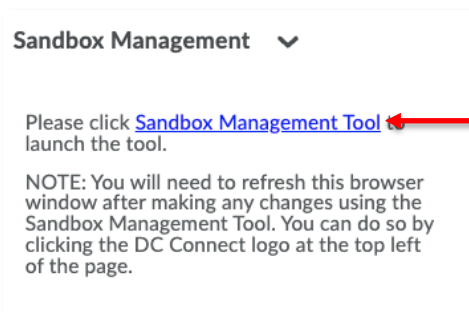 Sandbox Management
Please click Sandbox Management Tool to
launch the tool.
NOTE: You will need to refresh this browser
window after making any changes using the
Sandbox Management Tool. You can do so by
clicking the DC Connect logo at the top left
of the page.